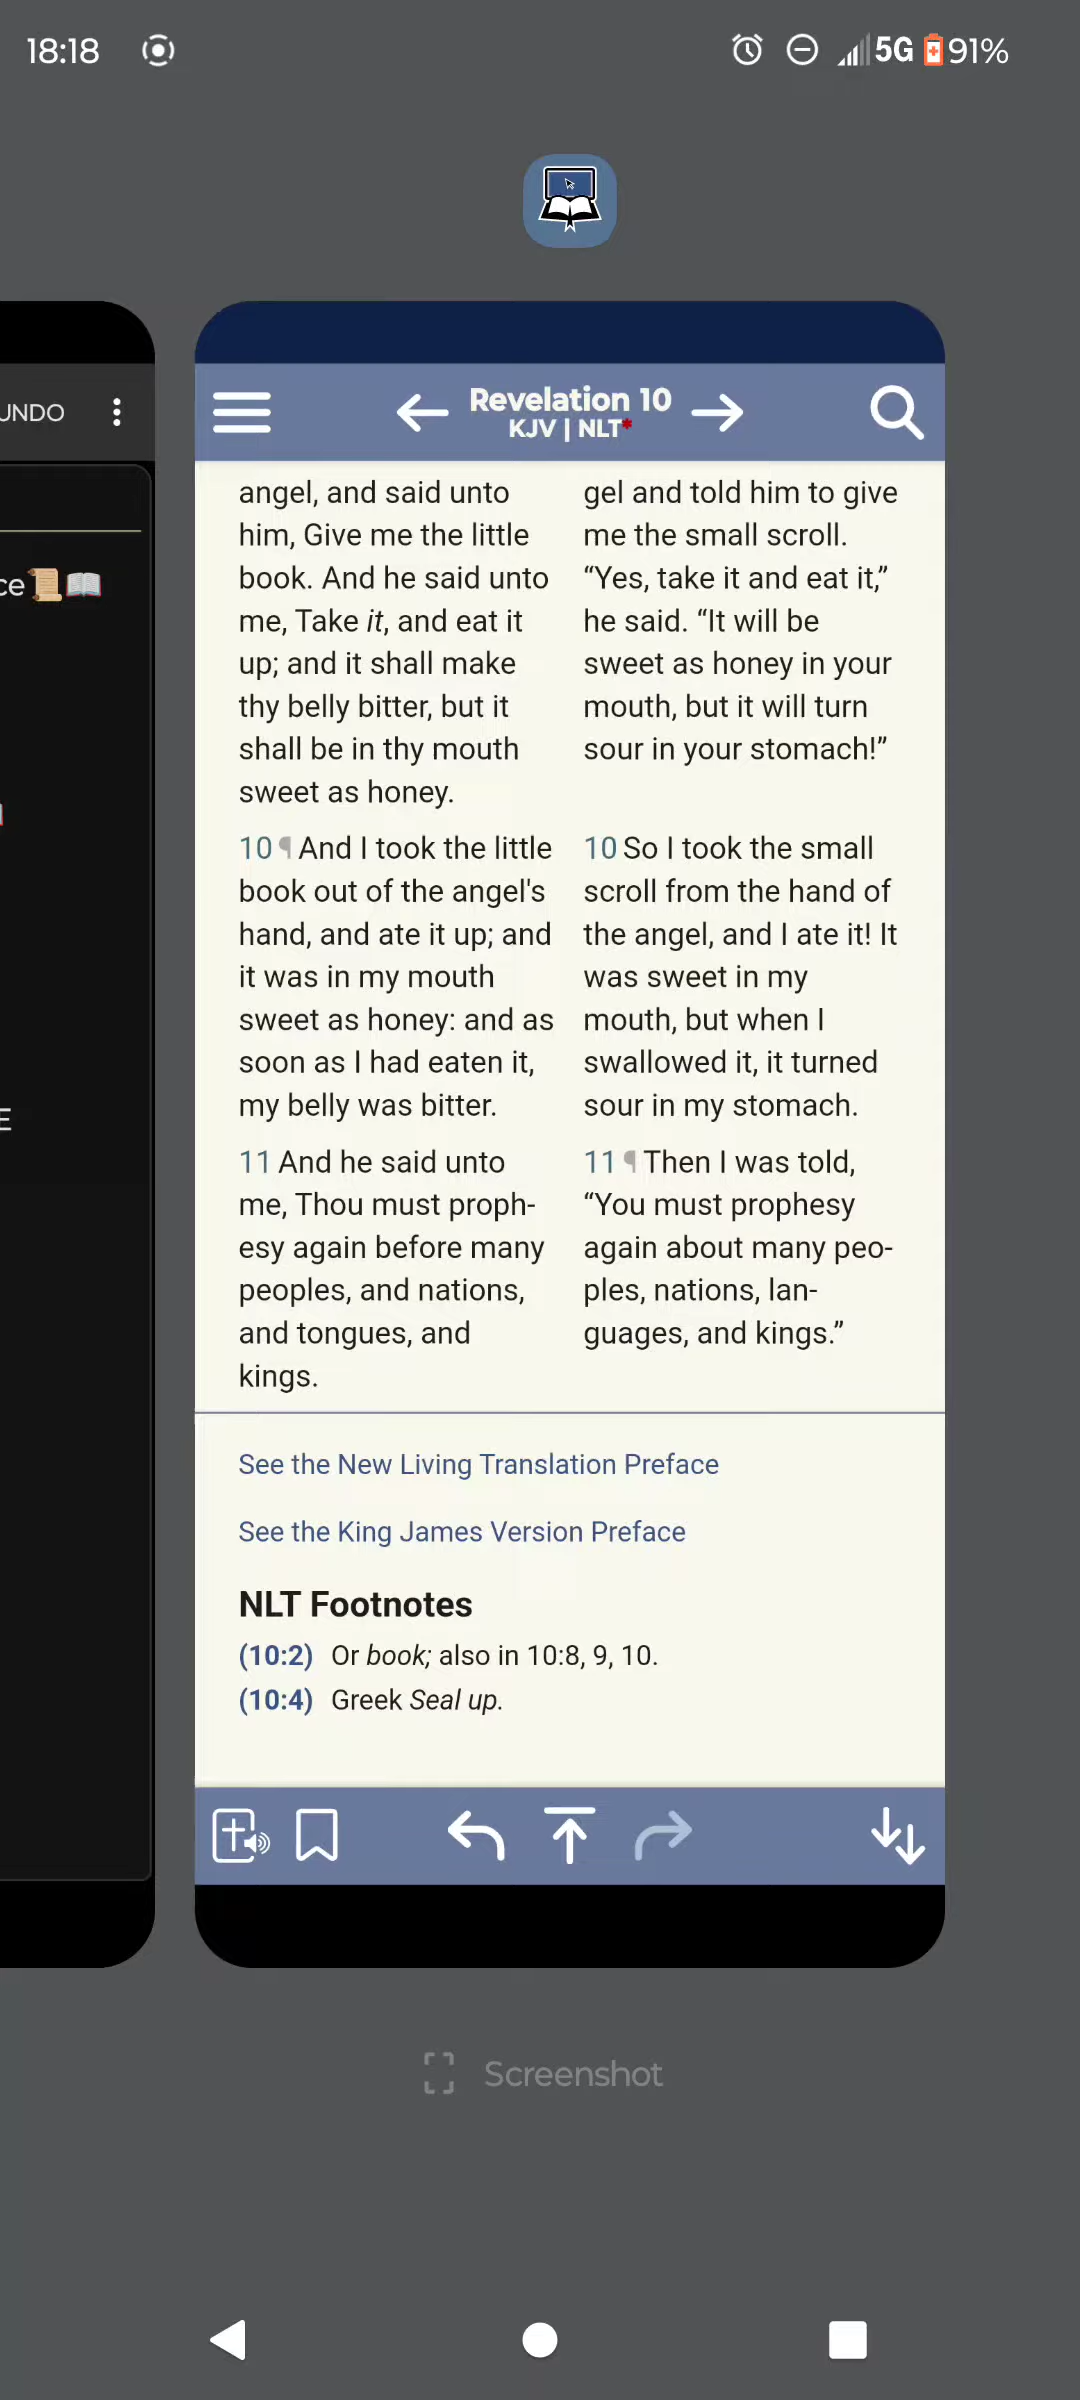 18:18
5G 91%
UNDO
Revelation 10
KJV | NLT*
ce
E
angel, and said unto
him, Give me the little
book. And he said unto
me, Take it, and eat it
up; and it shall make
thy belly bitter, but it
shall be in thy mouth
sweet as honey.
gel and told him to give
me the small scroll.
“Yes, take it and eat it,”
he said. “It will be
sweet as honey in your
mouth, but it will turn
sour in your stomach!”
10 ¶ And I took the little
book out of the angel's
hand, and ate it up; and
it was in my mouth
sweet as honey: and as
soon as I had eaten it,
my belly was bitter.
10 So I took the small
scroll from the hand of
the angel, and I ate it! It
was sweet in my
mouth, but when I
swallowed it, it turned
sour in my stomach.
11 And he said unto
me, Thou must proph-
esy again before many
peoples, and nations,
and tongues, and
kings.
11 ¶ Then I was told,
“You must prophesy
again about many peo-
ples, nations, lan-
guages, and kings.”
See the New Living Translation Preface
See the King James Version Preface
NLT Footnotes
(10:2) Or book; also in 10:8, 9, 10.
(10:4) Greek Seal up.
Screenshot